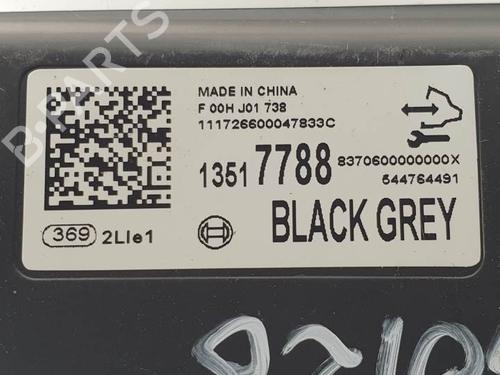 MADE IN CHINA
F 00H J01 738
111726600047833C
1351 7788 8370600000000X
544764491
369 2LIe1
BLACK GREY
B-PARTS